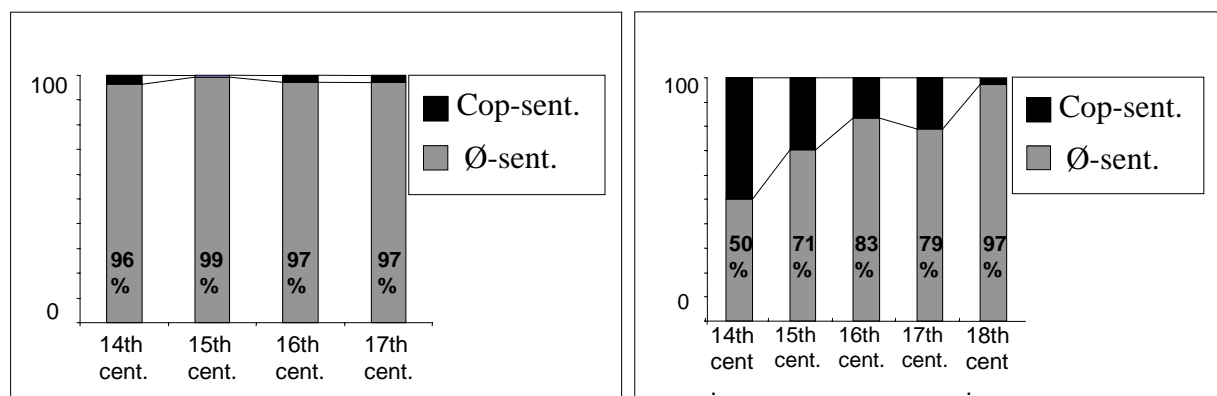 100
0
Cop-sent.
Ø-sent.
96
%
99
%
97
%
97
%
14th
cent.
15th
cent.
16th
cent.
17th
cent.
100
0
Cop-sent.
Ø-sent.
50
%
71
%
83
%
79
%
97
%
14th
cent
15th
cent.
16th
cent.
17th
cent.
18th
cent